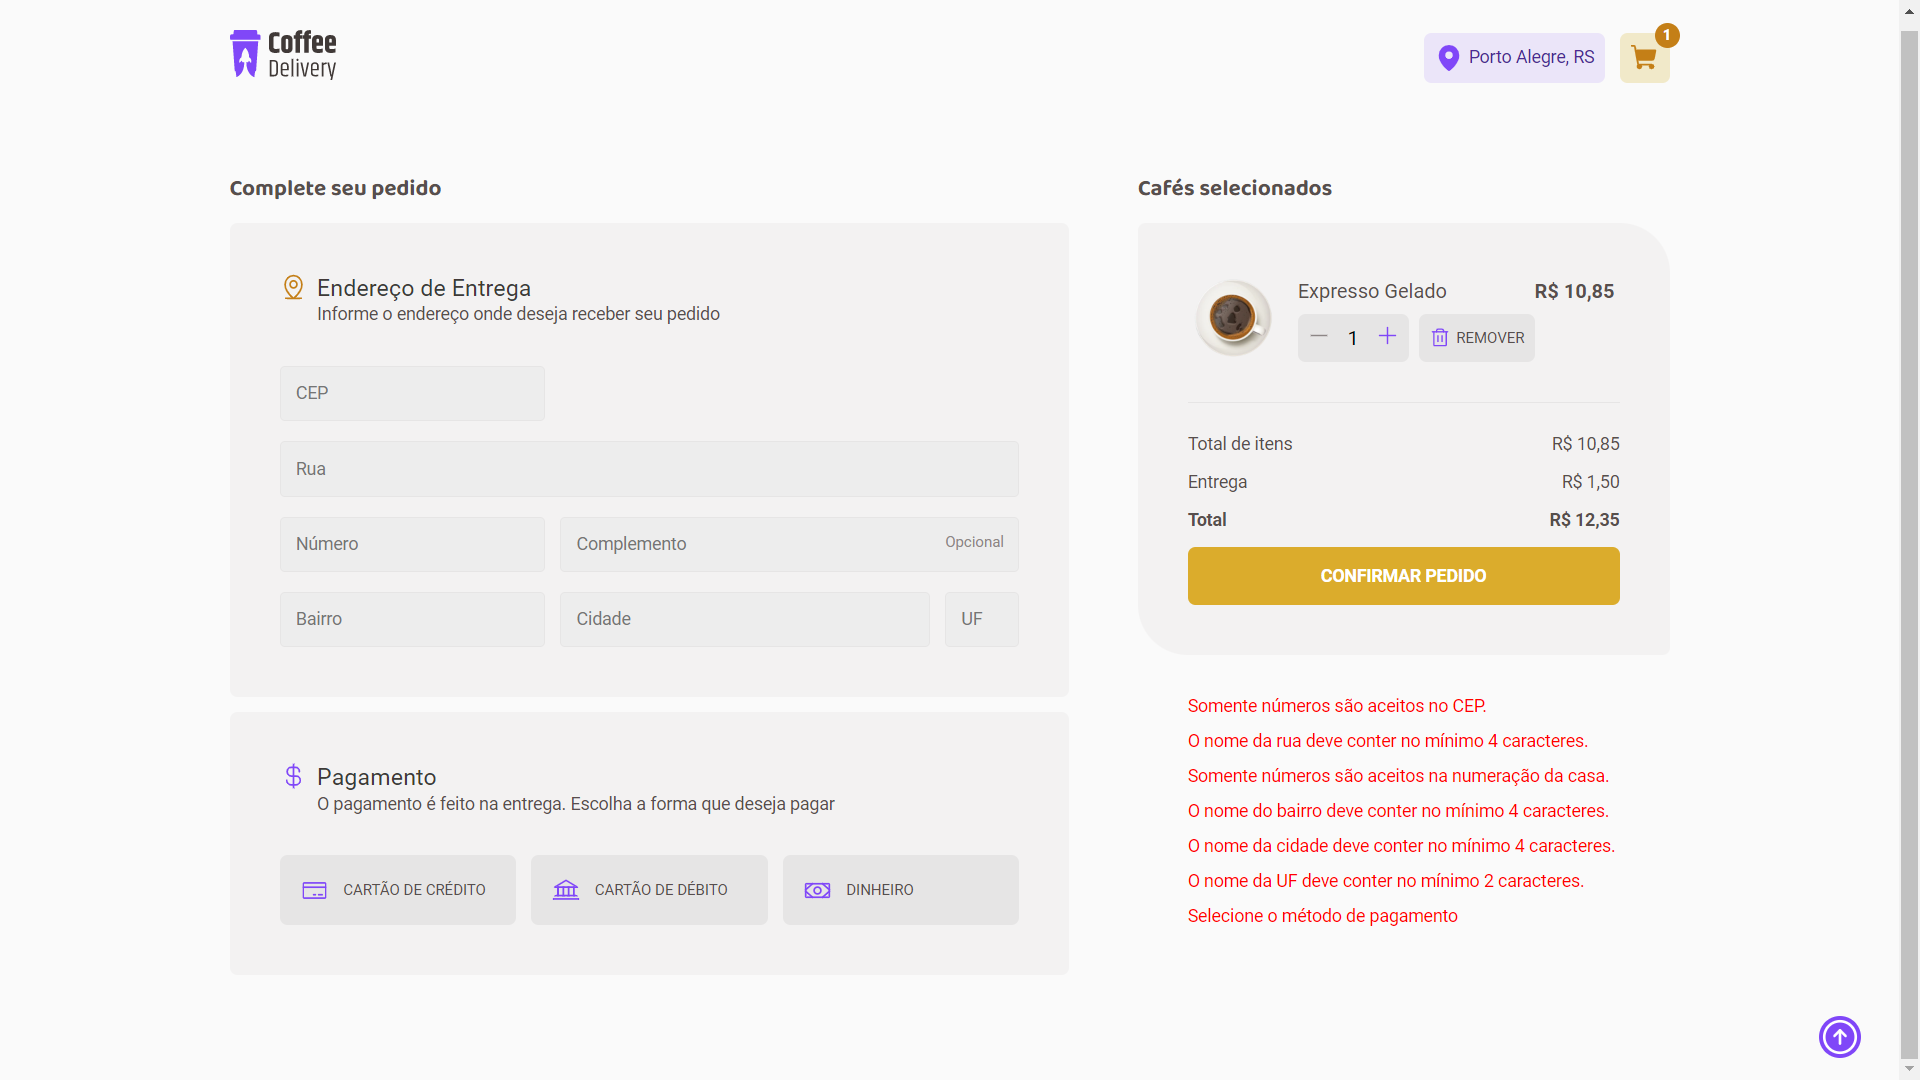 Coffee
Delivery
Porto Alegre, RS
1
Complete seu pedido
Endereço de Entrega
Informe o endereço onde deseja receber seu pedido
CEP
Rua
Número
Complemento
Opcional
Bairro
Cidade
UF
Pagamento
O pagamento é feito na entrega. Escolha a forma que deseja pagar
CARTÃO DE CRÉDITO
CARTÃO DE DÉBITO
DINHEIRO
Cafés selecionados
Expresso Gelado
R$ 10,85
1
REMOVER
Total de itens
R$ 10,85
Entrega
R$ 1,50
Total
R$ 12,35
CONFIRMAR PEDIDO
Somente números são aceitos no CEP.
O nome da rua deve conter no mínimo 4 caracteres.
Somente números são aceitos na numeração da casa.
O nome do bairro deve conter no mínimo 4 caracteres.
O nome da cidade deve conter no mínimo 4 caracteres.
O nome da UF deve conter no mínimo 2 caracteres.
Selecione o método de pagamento